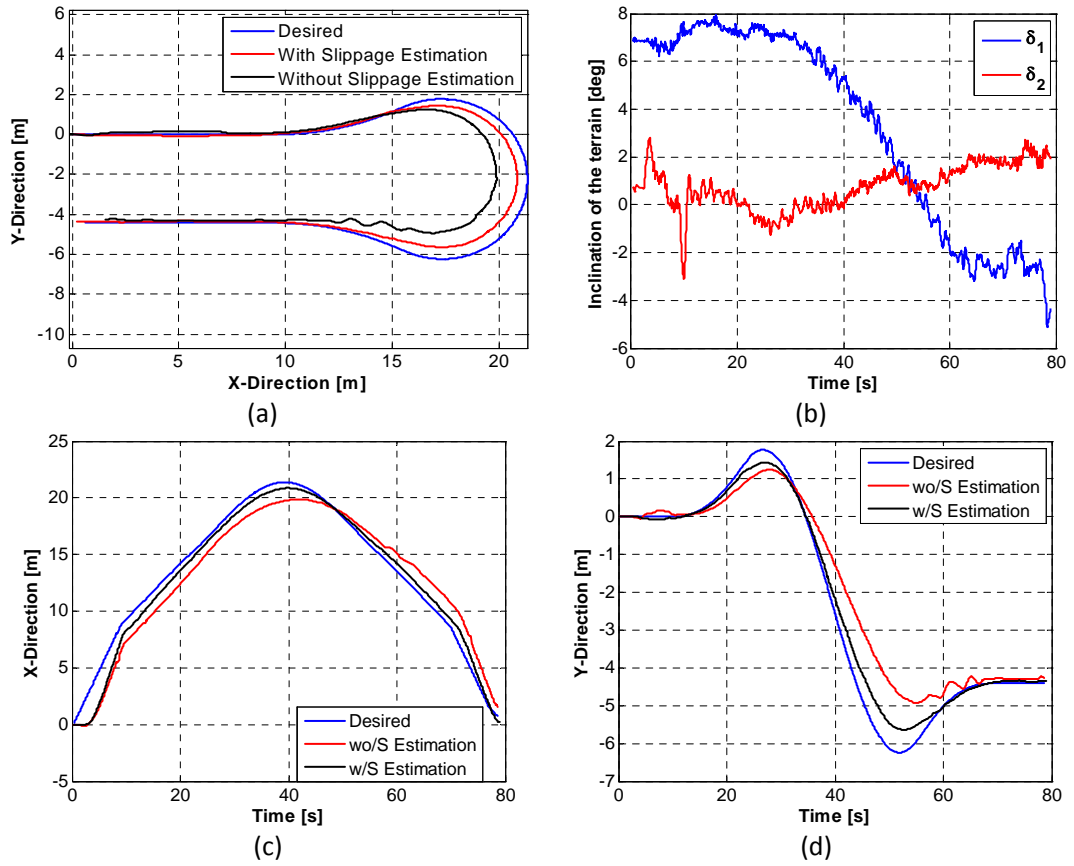 6
4
2
0
-2
-4
-6
-8
-10
0
5
10
15
20
Y-Direction [m]
X-Direction [m]
Desired
With Slippage Estimation
Without Slippage Estimation
(a)
8
6
4
2
0
-2
-4
-6
0
20
40
60
80
Inclination of the terrain [deg]
Time [s]
δ1
δ2
(b)
25
20
15
10
5
0
-5
0
20
40
60
80
X-Direction [m]
Time [s]
Desired
wo/S Estimation
w/S Estimation
(c)
2
1
0
-1
-2
-3
-4
-5
-6
-7
0
20
40
60
80
Y-Direction [m]
Time [s]
Desired
wo/S Estimation
w/S Estimation
(d)